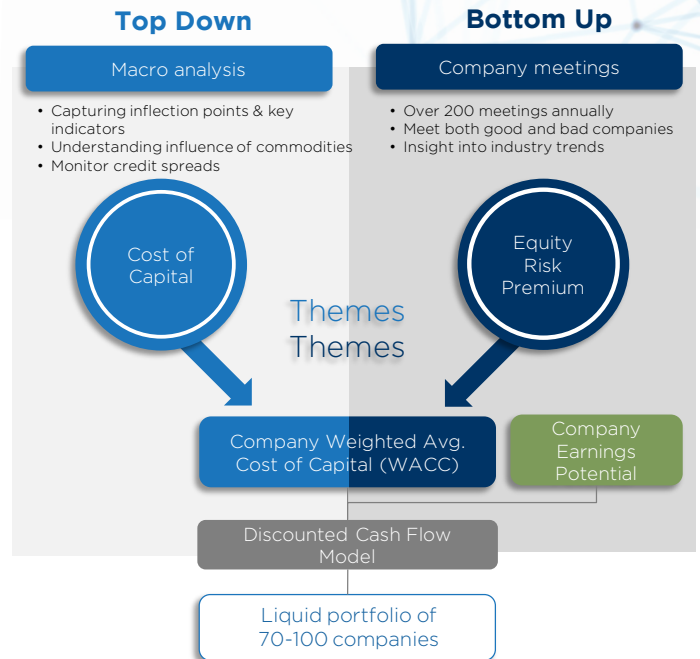 Top Down
Macro analysis
• Capturing inflection points & key
indicators
• Understanding influence of commodities
• Monitor credit spreads
Cost of
Capital
Bottom Up
Company meetings
• Over 200 meetings annually
• Meet both good and bad companies
• Insight into industry trends
Equity
Risk
Premium
Themes
Themes
Company Weighted Avg.
Cost of Capital (WACC)
Company
Earnings
Potential
Discounted Cash Flow
Model
Liquid portfolio of
70-100 companies